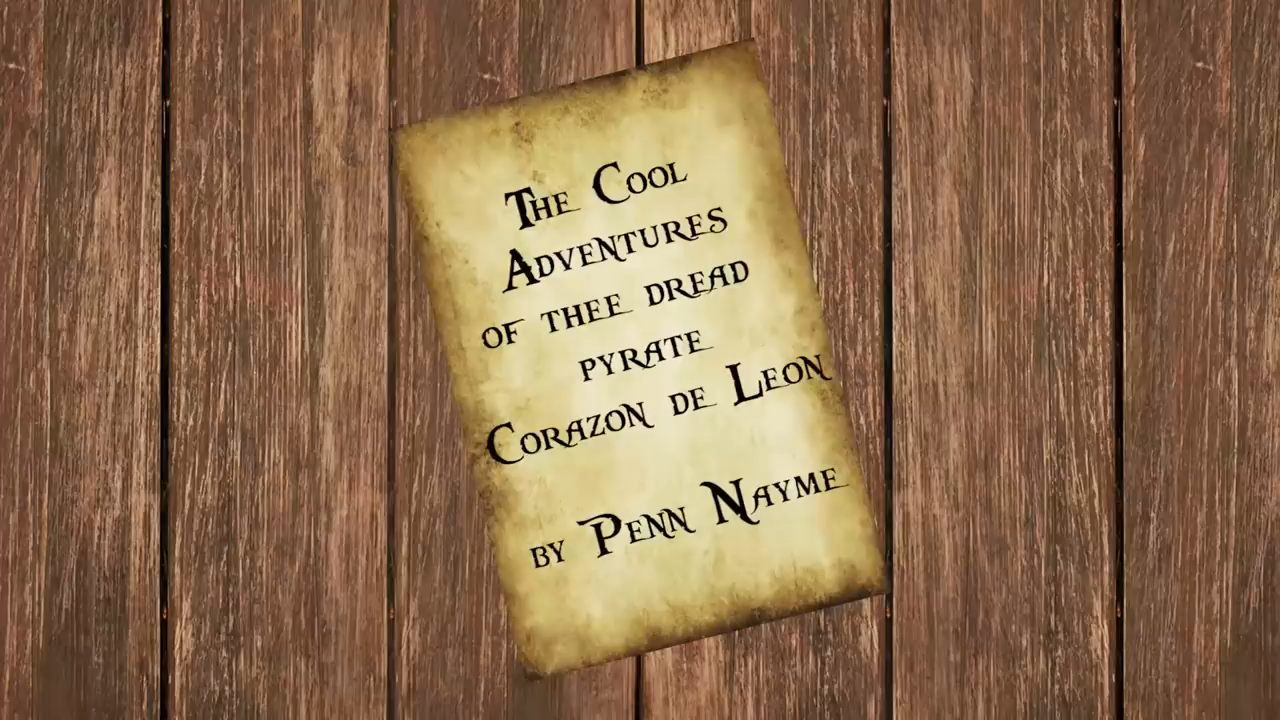 The Cool
Adventures
of thee dread
pyrate
Corazon de Leon
by Penn Nayme